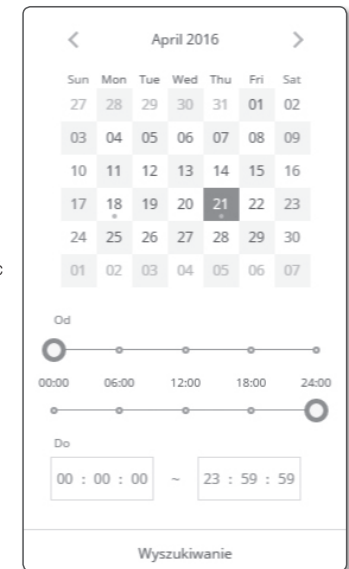 < April 2016 >
Sun Mon Tue Wed Thu Fri Sat
27 28 29 30 31 01 02
03 04 05 06 07 08 09
10 11 12 13 14 15 16
17 18 19 20 21 22 23
24 25 26 27 28 29 30
01 02 03 04 05 06 07
Od
00:00 06:00 12:00 18:00 24:00
Do
00 : 00 : 00 ~ 23 : 59 : 59
Wyszukiwanie